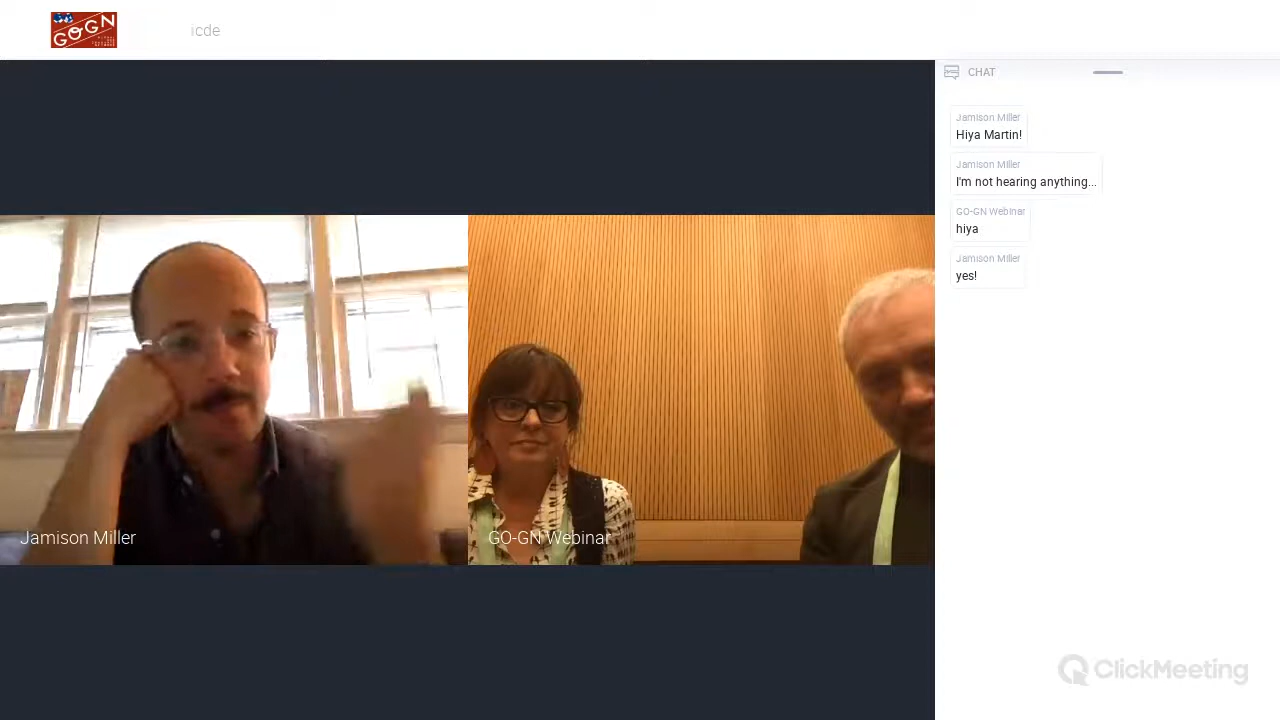 GO-GN
icde
CHAT
Jamison Miller
Hiya Martin!
Jamison Miller
I'm not hearing anything...
GO-GN Webinar
hiya
Jamison Miller
yes!
Jamison Miller
GO-GN Webinar
ClickMeeting